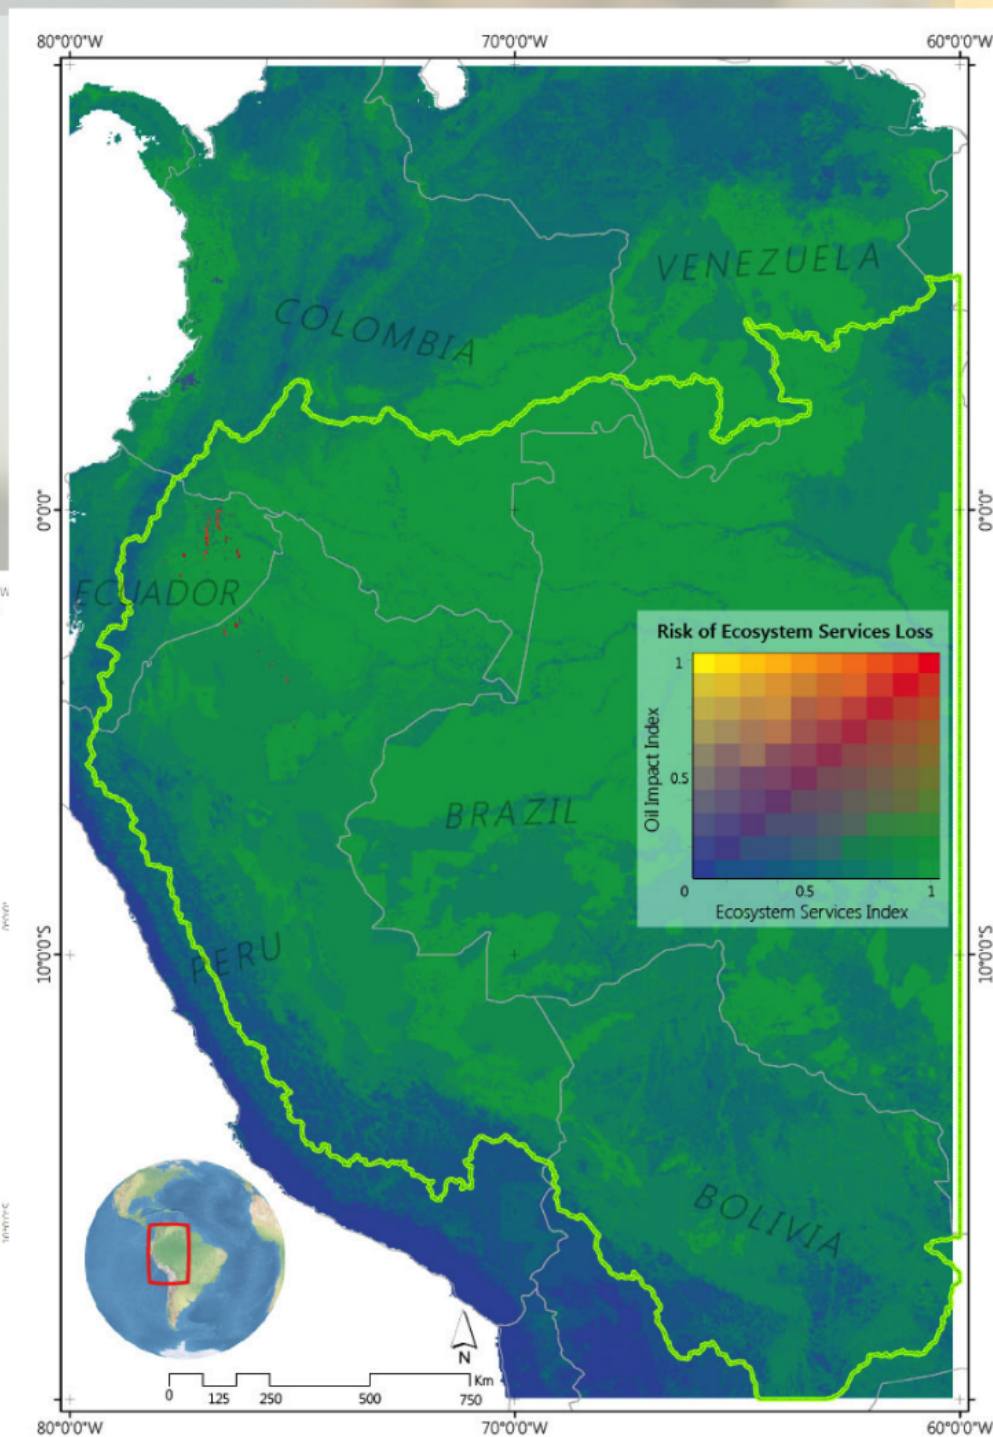 80°0'0"W
70°0'0"W
60°0'0"W
VENEZUELA
COLOMBIA
0°0'0"
0°0'0"
ECUADOR
Risk of Ecosystem Services Loss
1
Oil Impact Index
0.5
0
0.5
1
Ecosystem Services Index
BRAZIL
PERU
10°0'0"S
10°0'0"S
BOLIVIA
N
0
125
250
500
750
Km
80°0'0"W
70°0'0"W
60°0'0"W